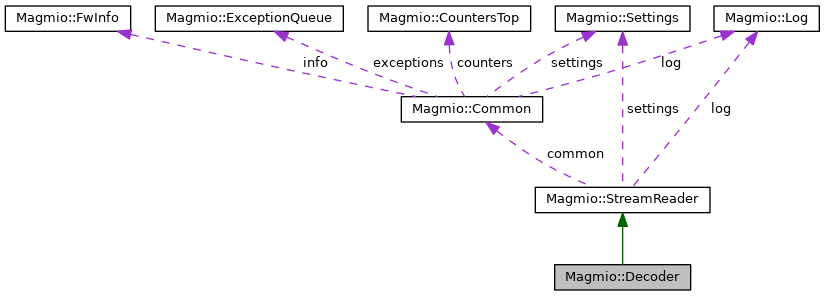 Magmio::FwInfo
Magmio::ExceptionQueue
Magmio::CountersTop
Magmio::Settings
Magmio::Log
info
exceptions
counters
settings
log
Magmio::Common
settings
log
common
Magmio::StreamReader
Magmio::Decoder